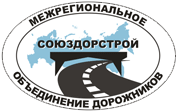 МЕЖРЕГИОНАЛЬНОЕ
СОЮЗДОРСТРОЙ
ОБЪЕДИНЕНИЕ ДОРОЖНИКОВ